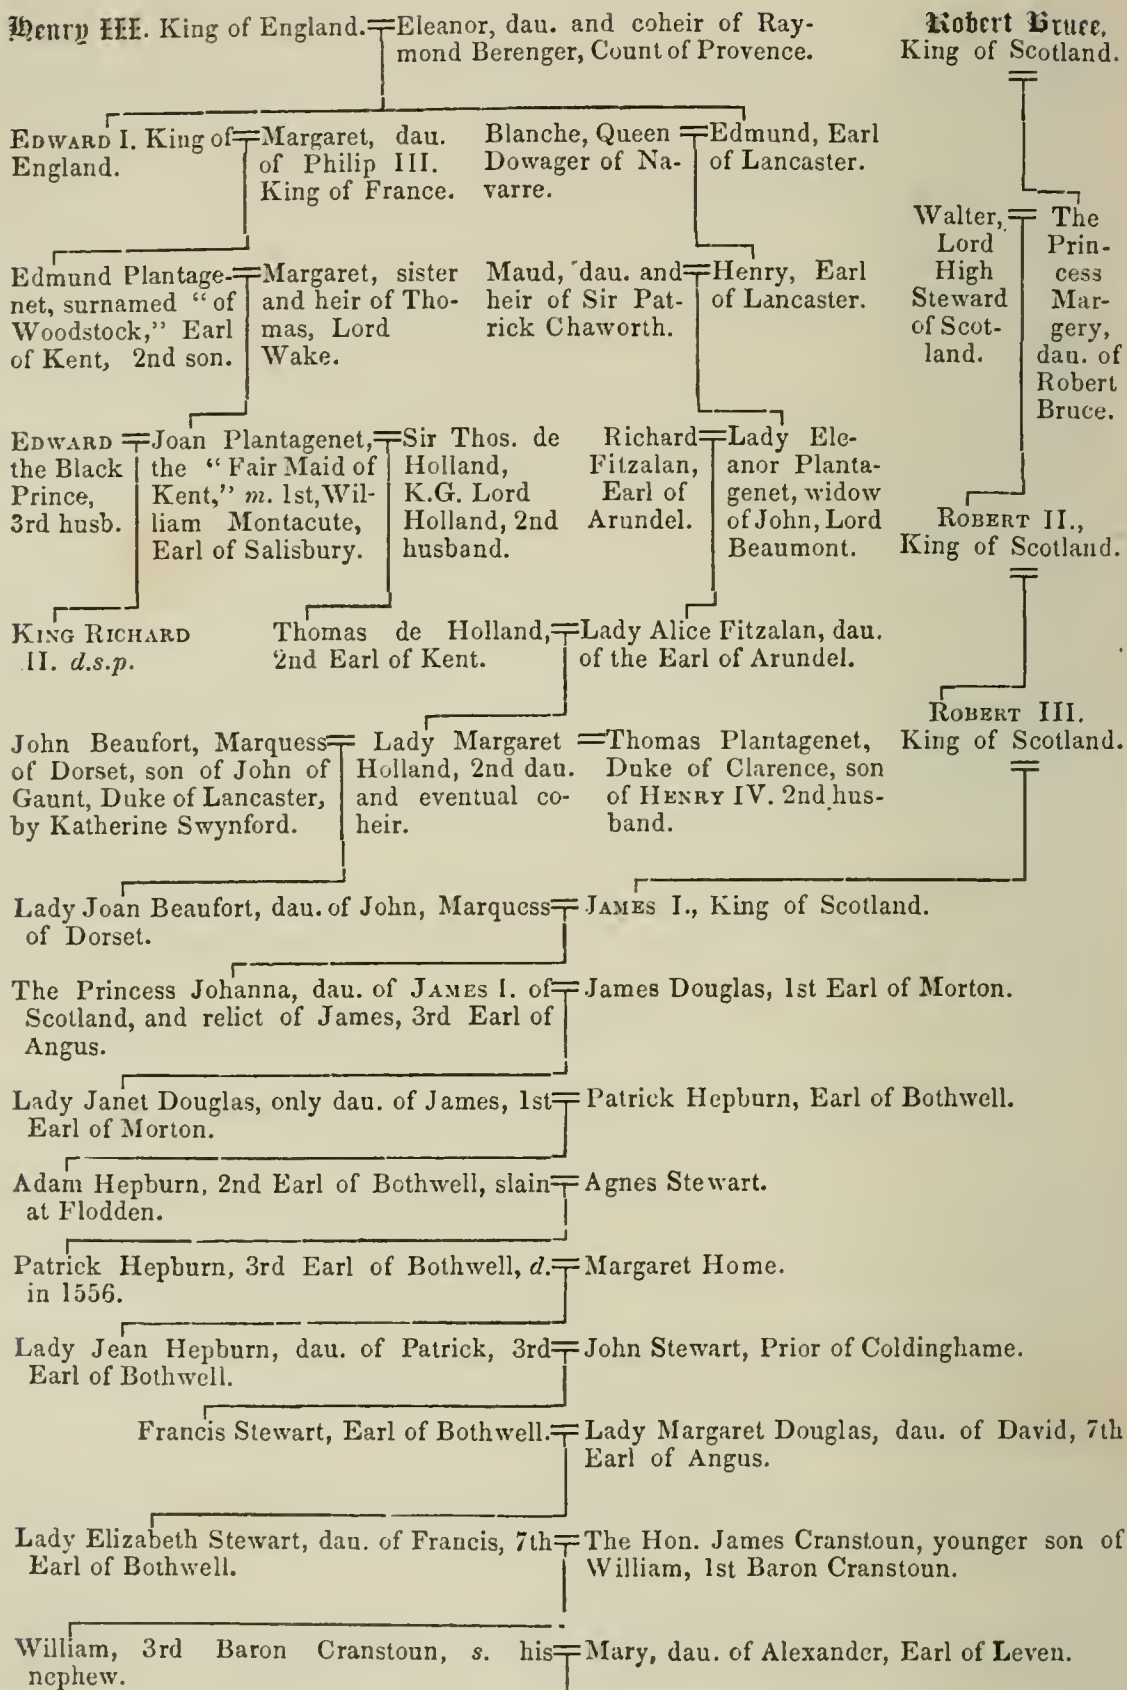 Henry III. King of England.
Eleanor, dau. and coheir of Ray-
mond Berenger, Count of Provence.
Robert Bruce,
King of Scotland.
EDWARD I. King of
England.
Margaret, dau.
of Philip III.
King of France.
Blanche, Queen
Dowager of Na-
varre.
Edmund, Earl
of Lancaster.
Walter,
Lord
High
Steward
of Scot-
land.
The
Prin-
cess
Mar-
gery,
dau. of
Robert
Bruce.
Edmund Plantage-
net, surnamed "of
Woodstock," Earl
of Kent, 2nd son.
Margaret, sister
and heir of Tho-
mas, Lord
Wake.
Maud, dau. and
heir of Sir Pat-
rick Chaworth.
Henry, Earl
of Lancaster.
EDWARD
the Black
Prince,
3rd husb.
Joan Plantagenet,
the "Fair Maid of
Kent," m. 1st, Wil-
liam Montacute,
Earl of Salisbury.
Sir Thos. de
Holland,
K.G. Lord
Holland, 2nd
husband.
Richard
Fitzalan,
Earl of
Arundel.
Lady Ele-
anor Planta-
genet, widow
of John, Lord
Beaumont.
ROBERT II.,
King of Scotland.
KING RICHARD
II. d.s.p.
Thomas de Holland,
2nd Earl of Kent.
Lady Alice Fitzalan, dau.
of the Earl of Arundel.
ROBERT III.
King of Scotland.
John Beaufort, Marquess
of Dorset, son of John of
Gaunt, Duke of Lancaster,
by Katherine Swynford.
Lady Margaret
Holland, 2nd dau.
and eventual co-
heir.
Thomas Plantagenet,
Duke of Clarence, son
of HENRY IV. 2nd hus-
band.
Lady Joan Beaufort, dau. of John, Marquess
of Dorset.
JAMES I., King of Scotland.
The Princess Johanna, dau. of JAMES I. of
Scotland, and relict of James, 3rd Earl of
Angus.
James Douglas, 1st Earl of Morton.
Lady Janet Douglas, only dau. of James, 1st
Earl of Morton.
Patrick Hepburn, Earl of Bothwell.
Adam Hepburn, 2nd Earl of Bothwell, slain
at Flodden.
Agnes Stewart.
Patrick Hepburn, 3rd Earl of Bothwell, d.
in 1556.
Margaret Home.
Lady Jean Hepburn, dau. of Patrick, 3rd
Earl of Bothwell.
John Stewart, Prior of Coldinghame.
Francis Stewart, Earl of Bothwell.
Lady Margaret Douglas, dau. of David, 7th
Earl of Angus.
Lady Elizabeth Stewart, dau. of Francis, 7th
Earl of Bothwell.
The Hon. James Cranstoun, younger son of
William, 1st Baron Cranstoun.
William, 3rd Baron Cranstoun, s. his
nephew.
Mary, dau. of Alexander, Earl of Leven.